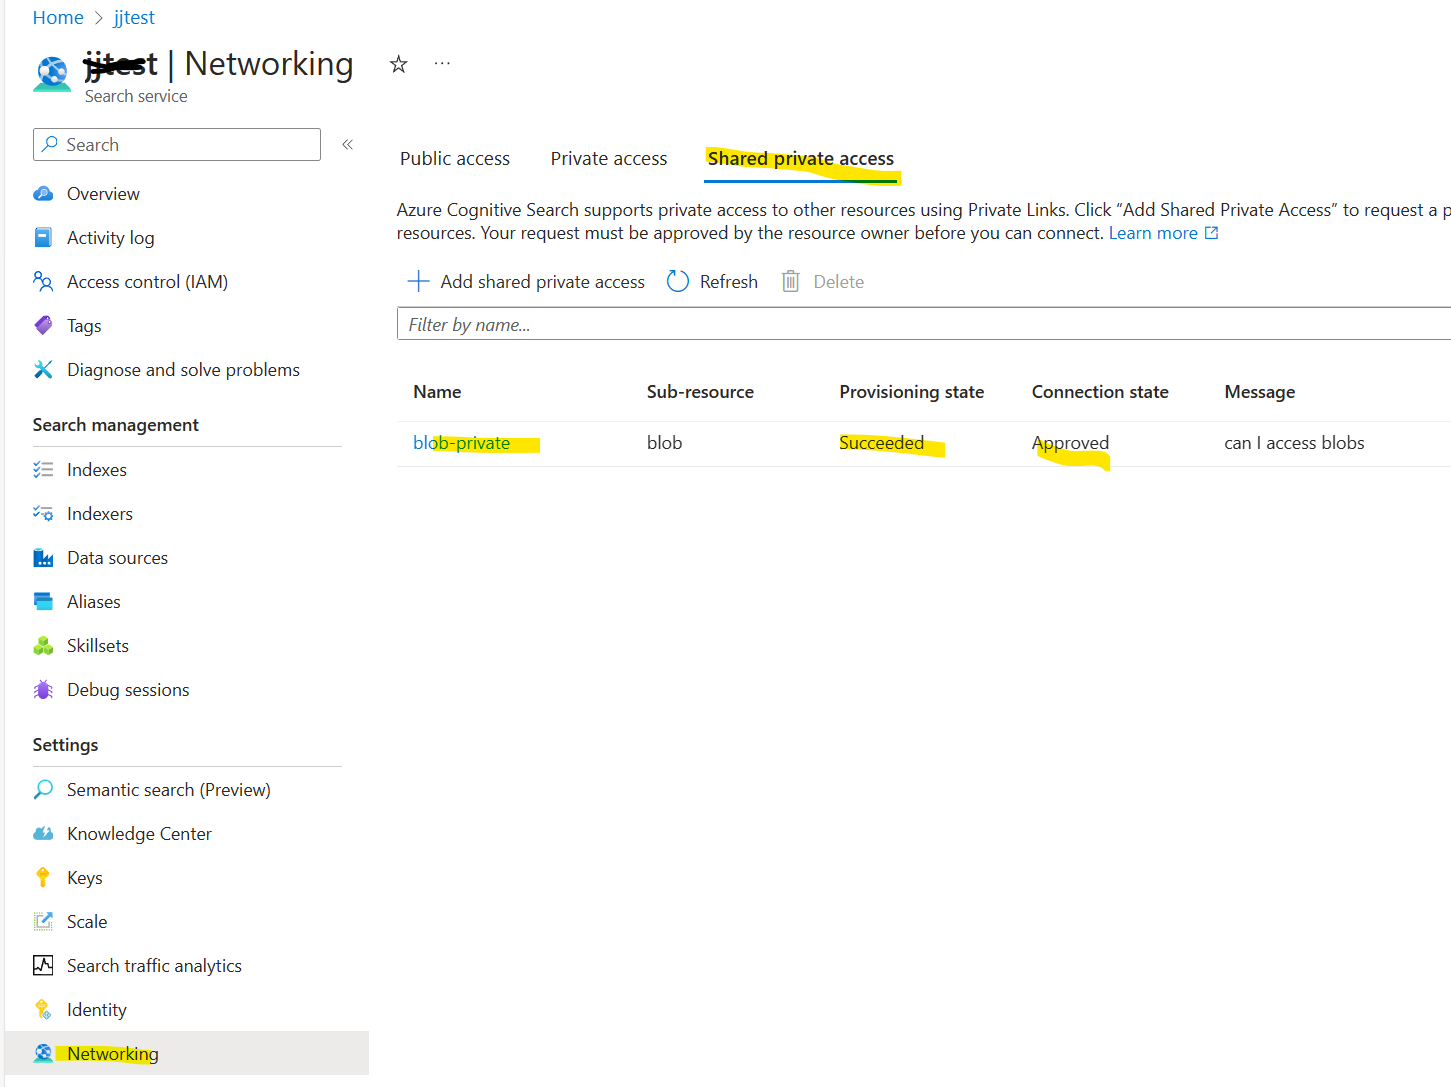 Home > jjtest
jjtest | Networking
Search service
Search
Overview
Activity log
Access control (IAM)
Tags
Diagnose and solve problems
Search management
Indexes
Indexers
Data sources
Aliases
Skillsets
Debug sessions
Settings
Semantic search (Preview)
Knowledge Center
Keys
Scale
Search traffic analytics
Identity
Networking
Public access Private access Shared private access
Azure Cognitive Search supports private access to other resources using Private Links. Click “Add Shared Private Access” to request a p
resources. Your request must be approved by the resource owner before you can connect. Learn more
Add shared private access Refresh Delete
Filter by name...
Name Sub-resource Provisioning state Connection state Message
blob-private blob Succeeded Approved can I access blobs